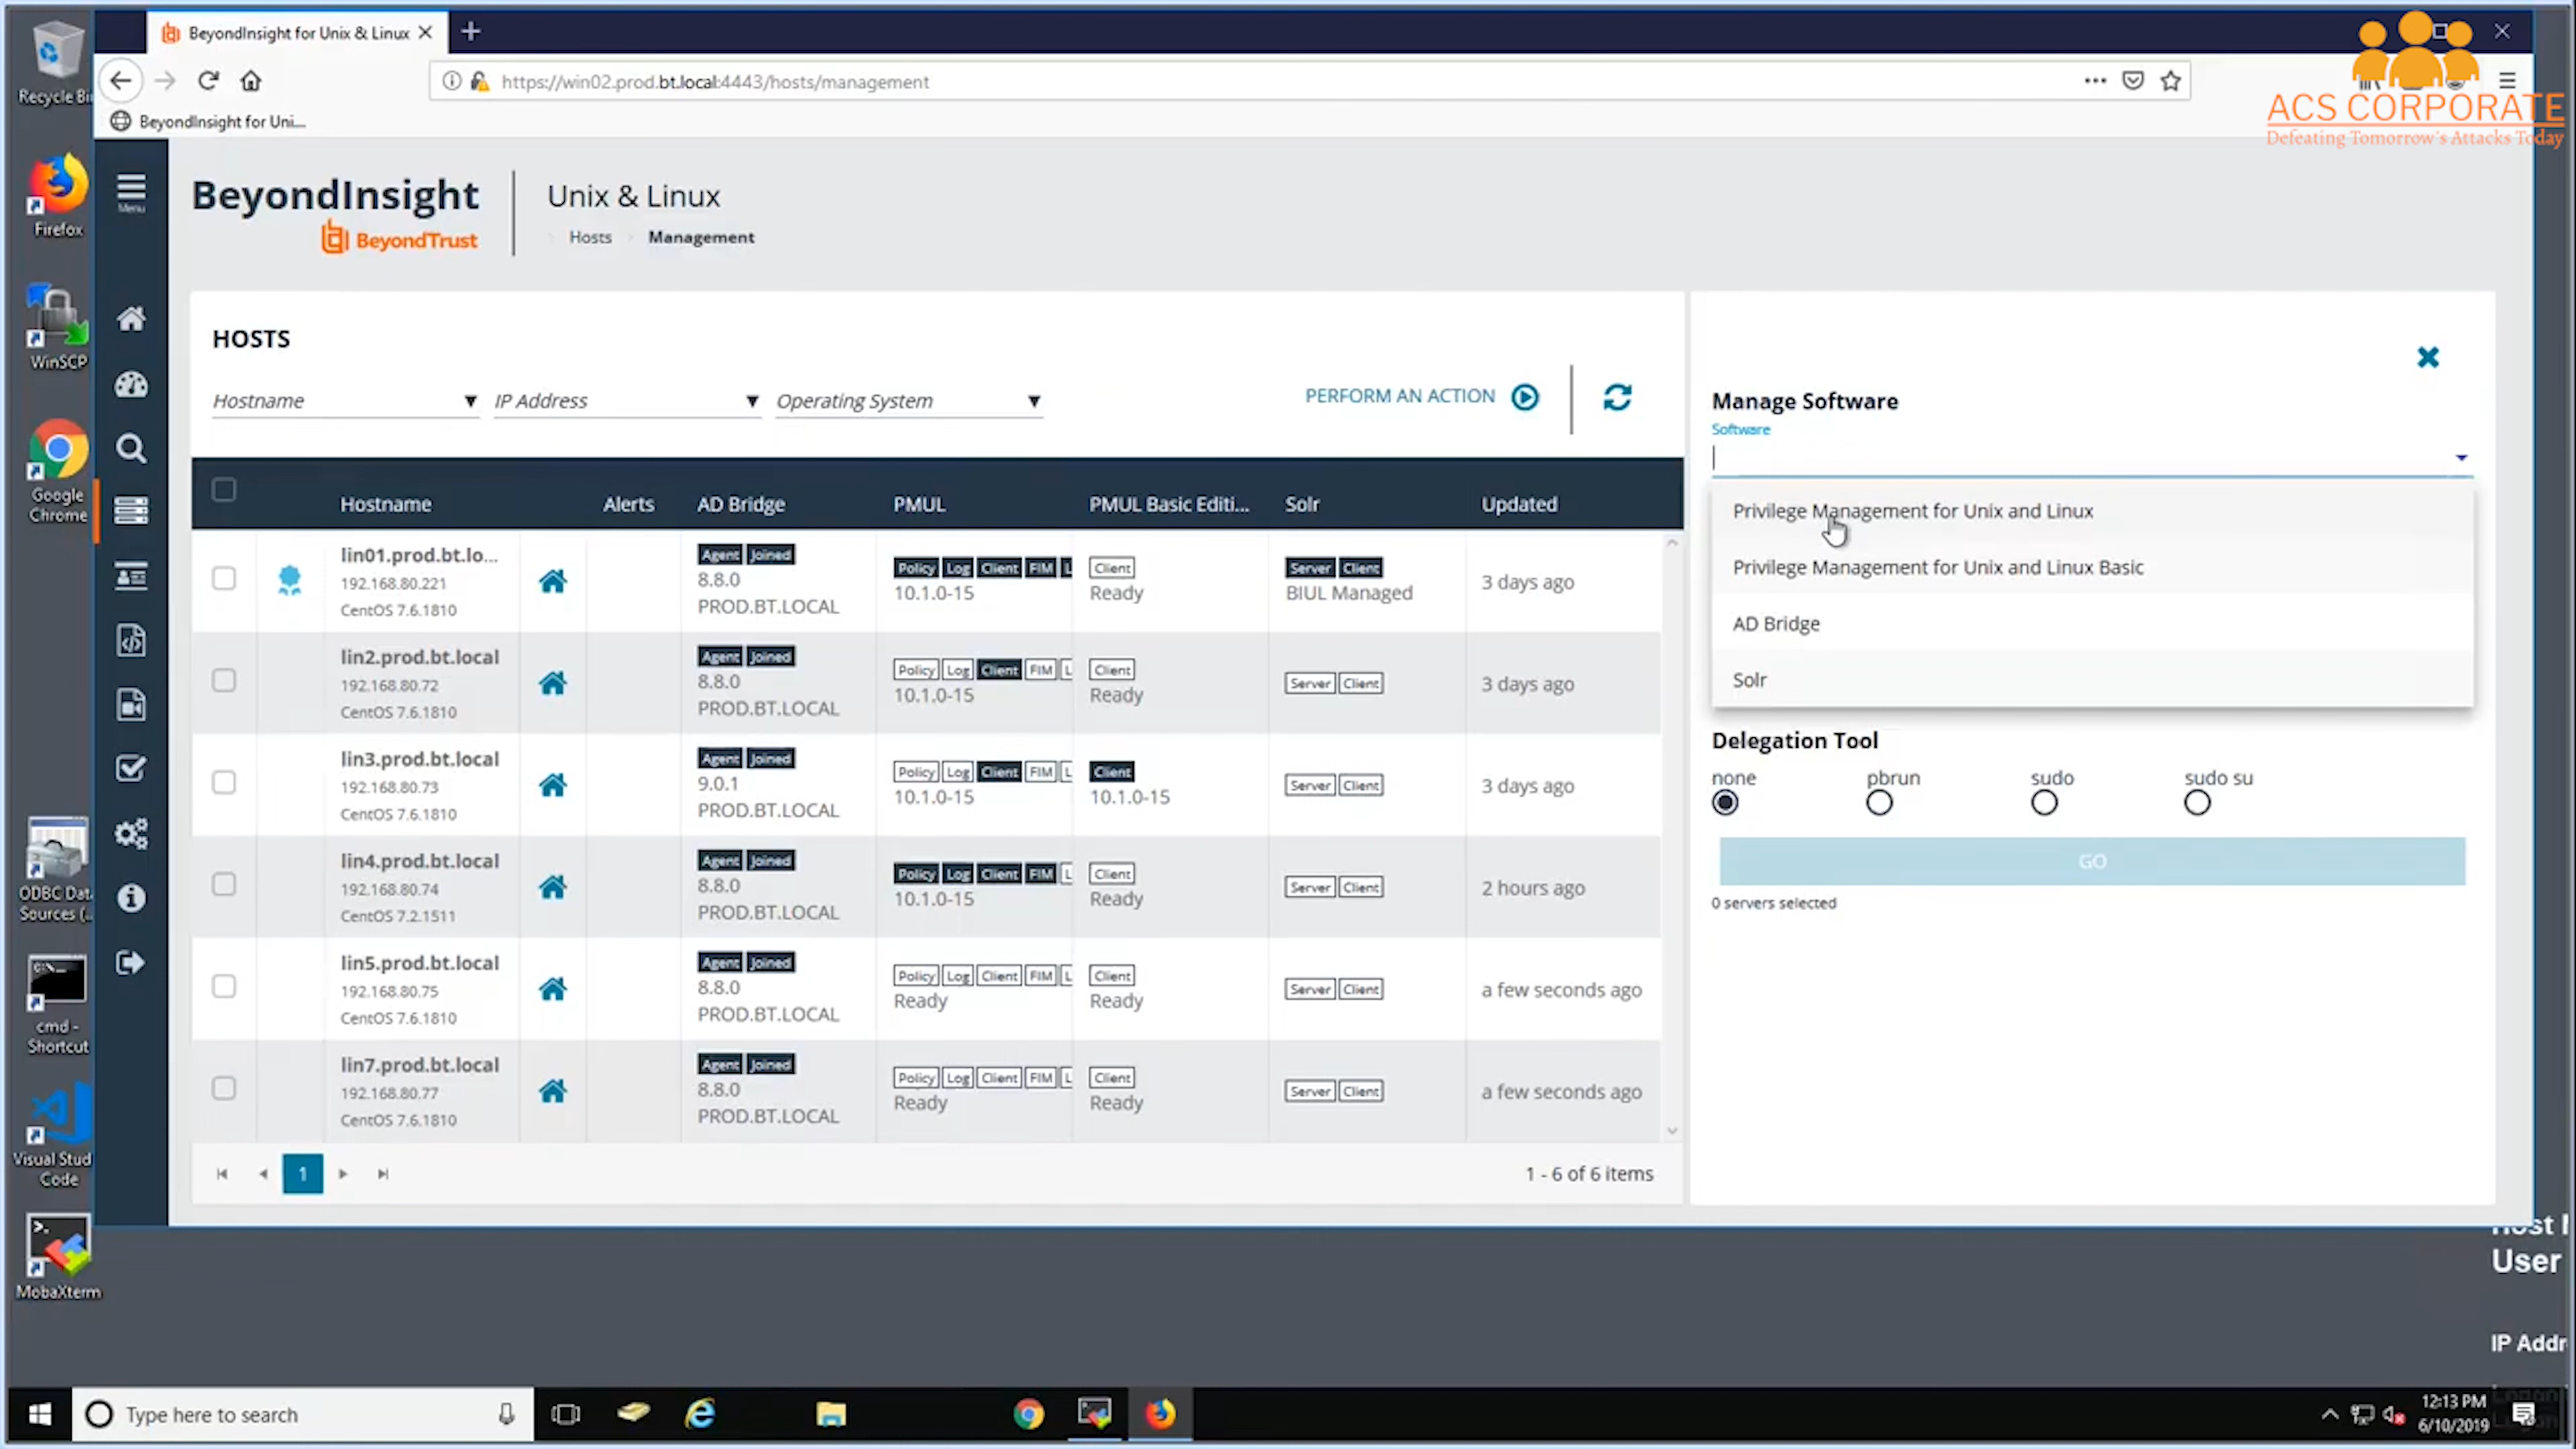 Recycle Bi
BeyondInsight for Unix & Linux
https://win02.prod.bt.local:4443/hosts/management
BeyondInsight for Uni...
ACS CORPORATE
Defeating Tomorrow's Attacks Today
Menu
BeyondInsight
BeyondTrust
Unix & Linux
Hosts
Management
Firefox
WinSCP
Google
Chrome
ODBC Dat
Sources (...
cmd -
Shortcut
Visual Stud
Code
MobaXterm
HOSTS
Hostname
IP Address
Operating System
PERFORM AN ACTION
Hostname Alerts AD Bridge PMUL PMUL Basic Editi... Solr Updated
lin01.prod.bt.lo...
192.168.80.221
CentOS 7.6.1810
Agent Joined
8.8.0
PROD.BT.LOCAL
Policy Log Client FIM L
10.1.0-15
Client
Ready
Server Client
BIUL Managed
3 days ago
lin2.prod.bt.local
192.168.80.72
CentOS 7.6.1810
Agent Joined
8.8.0
PROD.BT.LOCAL
Policy Log Client FIM L
10.1.0-15
Client
Ready
Server Client
3 days ago
lin3.prod.bt.local
192.168.80.73
CentOS 7.6.1810
Agent Joined
9.0.1
PROD.BT.LOCAL
Policy Log Client FIM L
10.1.0-15
Client
10.1.0-15
Server Client
3 days ago
lin4.prod.bt.local
192.168.80.74
CentOS 7.2.1511
Agent Joined
8.8.0
PROD.BT.LOCAL
Policy Log Client FIM L
10.1.0-15
Client
Ready
Server Client
2 hours ago
lin5.prod.bt.local
192.168.80.75
CentOS 7.6.1810
Agent Joined
8.8.0
PROD.BT.LOCAL
Policy Log Client FIM L
Ready
Client
Ready
Server Client
a few seconds ago
lin7.prod.bt.local
192.168.80.77
CentOS 7.6.1810
Agent Joined
8.8.0
PROD.BT.LOCAL
Policy Log Client FIM L
Ready
Client
Ready
Server Client
a few seconds ago
1
1 - 6 of 6 items
Manage Software
Software
Privilege Management for Unix and Linux
Privilege Management for Unix and Linux Basic
AD Bridge
Solr
Delegation Tool
none pbrun sudo sudo su
GO
0 servers selected
User
IP Addr
Type here to search
12:13 PM
6/10/2019